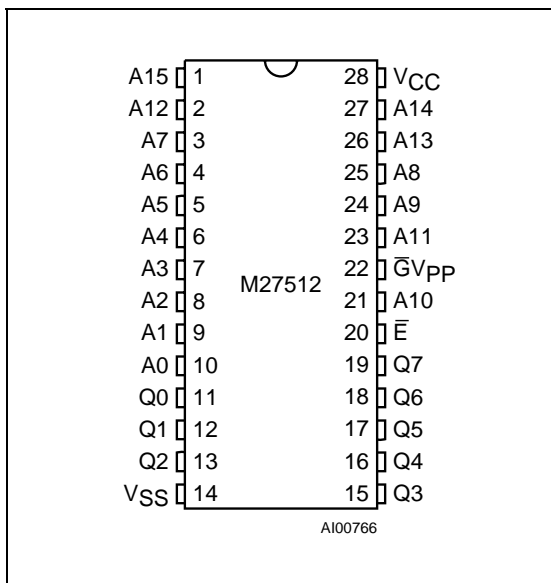 A15 1 28 VCC
A12 2 27 A14
A7 3 26 A13
A6 4 25 A8
A5 5 24 A9
A4 6 23 A11
A3 7 22 G̅VPP
M27512
A2 8 21 A10
A1 9 20 E̅
A0 10 19 Q7
Q0 11 18 Q6
Q1 12 17 Q5
Q2 13 16 Q4
VSS 14 15 Q3
AI00766